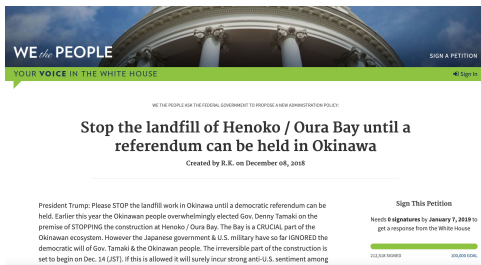 WE the PEOPLE
SIGN A PETITION
YOUR VOICE IN THE WHITE HOUSE
Sign In
WE THE PEOPLE ASK THE FEDERAL GOVERNMENT TO PROPOSE A NEW ADMINISTRATION POLICY:
Stop the landfill of Henoko / Oura Bay until a
referendum can be held in Okinawa
Created by R.K. on December 08, 2018
President Trump: Please STOP the landfill work in Okinawa until a democratic referendum can be
held. Earlier this year the Okinawan people overwhelmingly elected Gov. Denny Tamaki on the
premise of STOPPING the construction at Henoko / Oura Bay. The Bay is a CRUCIAL part of the
Okinawan ecosystem. However the Japanese government & U.S. military have so far IGNORED the
democratic will of Gov. Tamaki & the Okinawan people. The irreversible part of the construction is
set to begin on Dec. 14 (JST). If this is allowed it will surely incur strong anti-U.S. sentiment among
Sign This Petition
Needs 0 signatures by January 7, 2019 to
get a response from the White House
212,518 SIGNED
100,000 GOAL